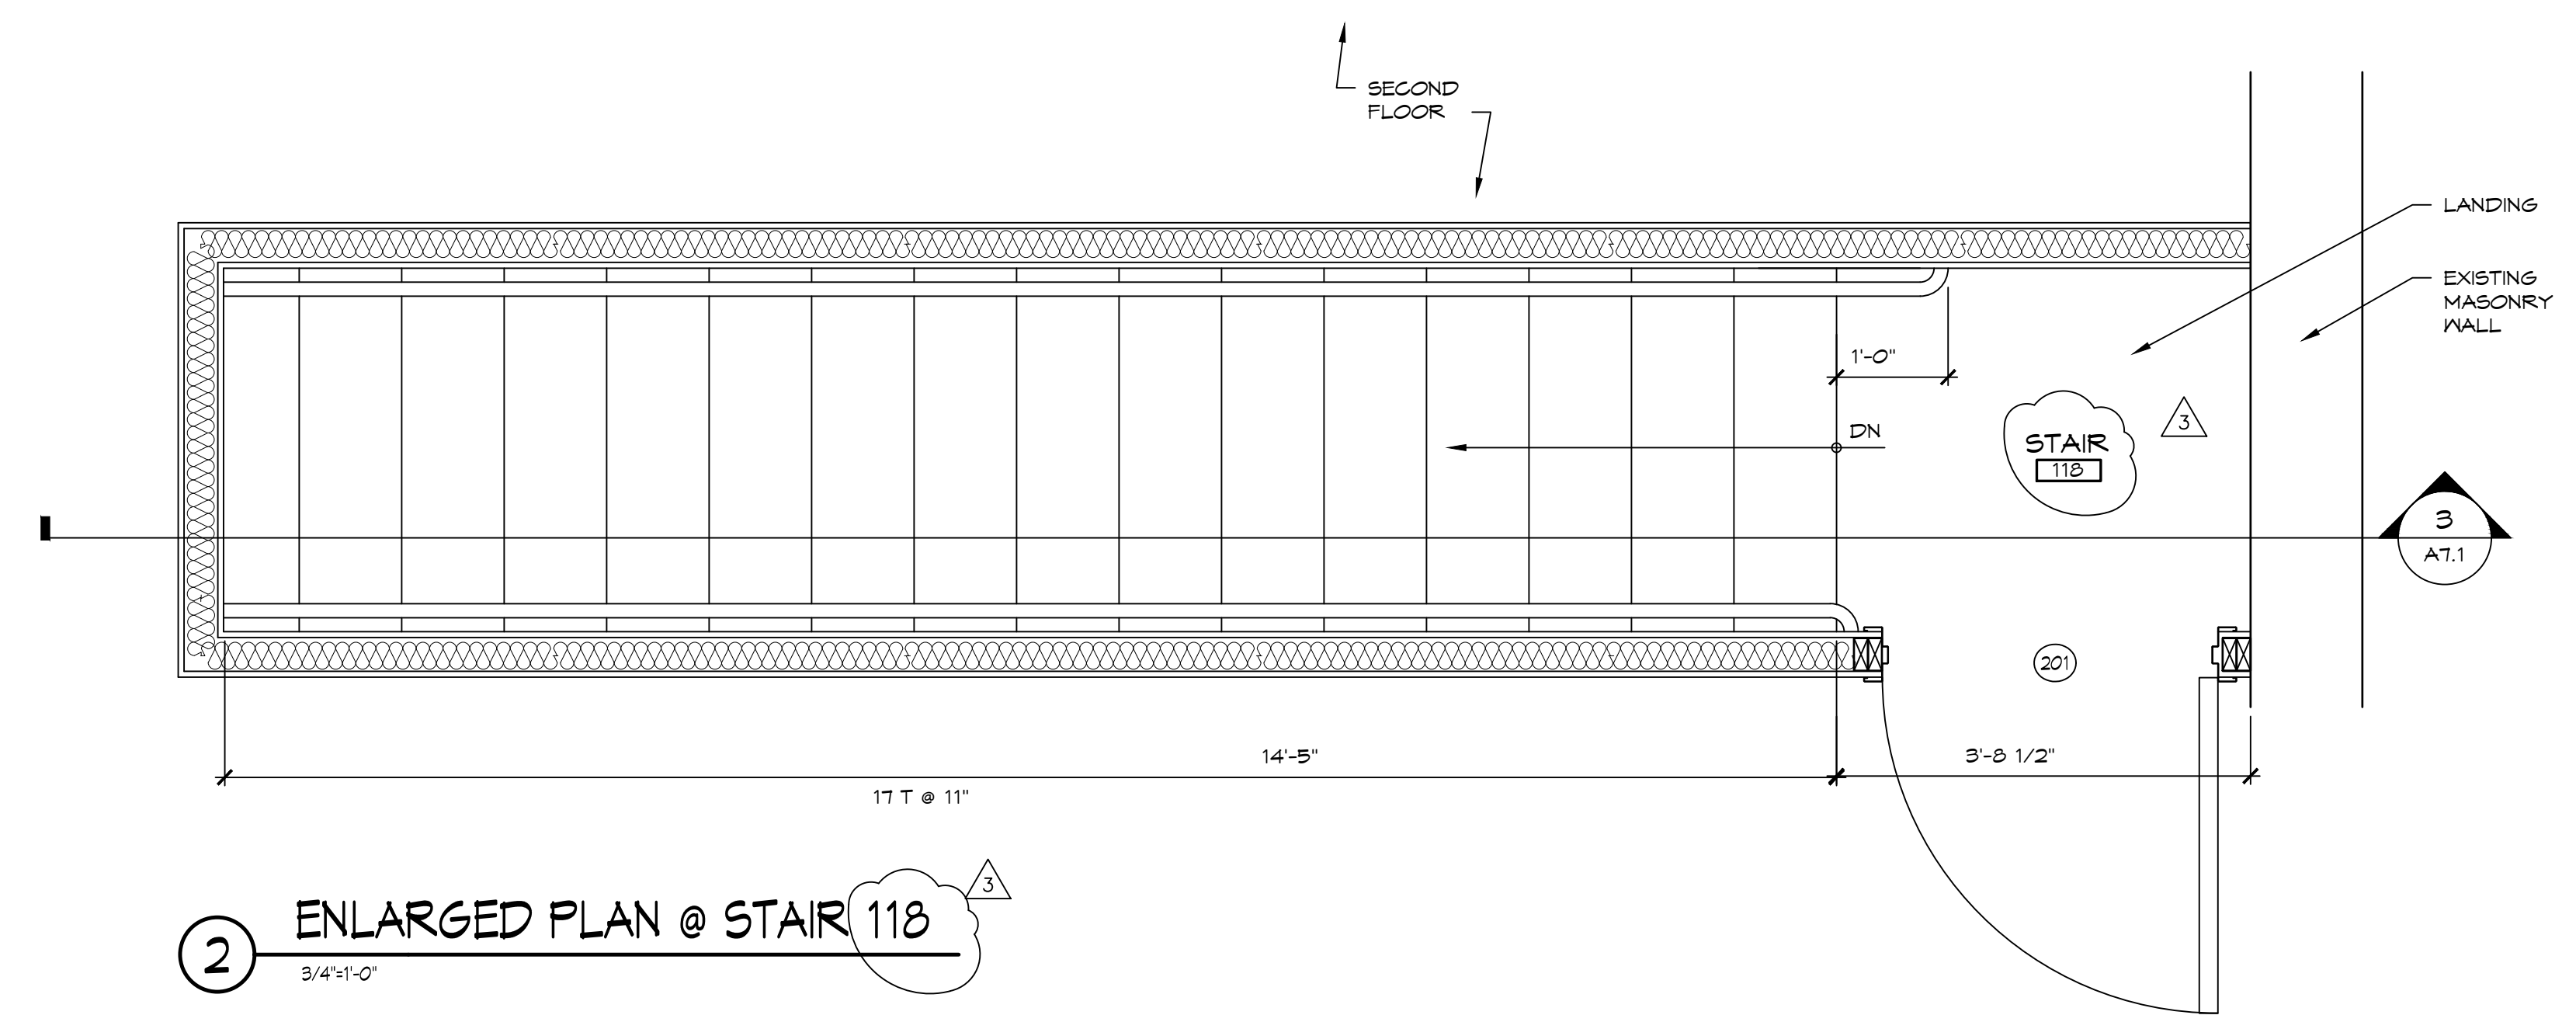 SECOND
FLOOR
LANDING
EXISTING
MASONRY
WALL
1'-0"
DN
STAIR
118
3
3
A7.1
201
14'-5"
3'-8 1/2"
17 T @ 11"
2
ENLARGED PLAN @ STAIR 118
3
3/4"=1'-0"